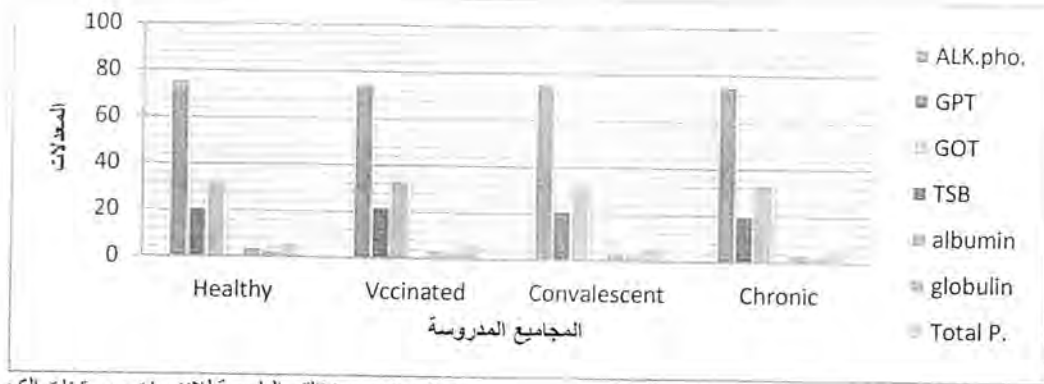 100
80
60
40
20
0
المعدلات
Healthy
Vccinated
Convalescent
Chronic
المجاميع المدروسة
ALK.pho.
GPT
GOT
TSB
albumin
globulin
Total P.